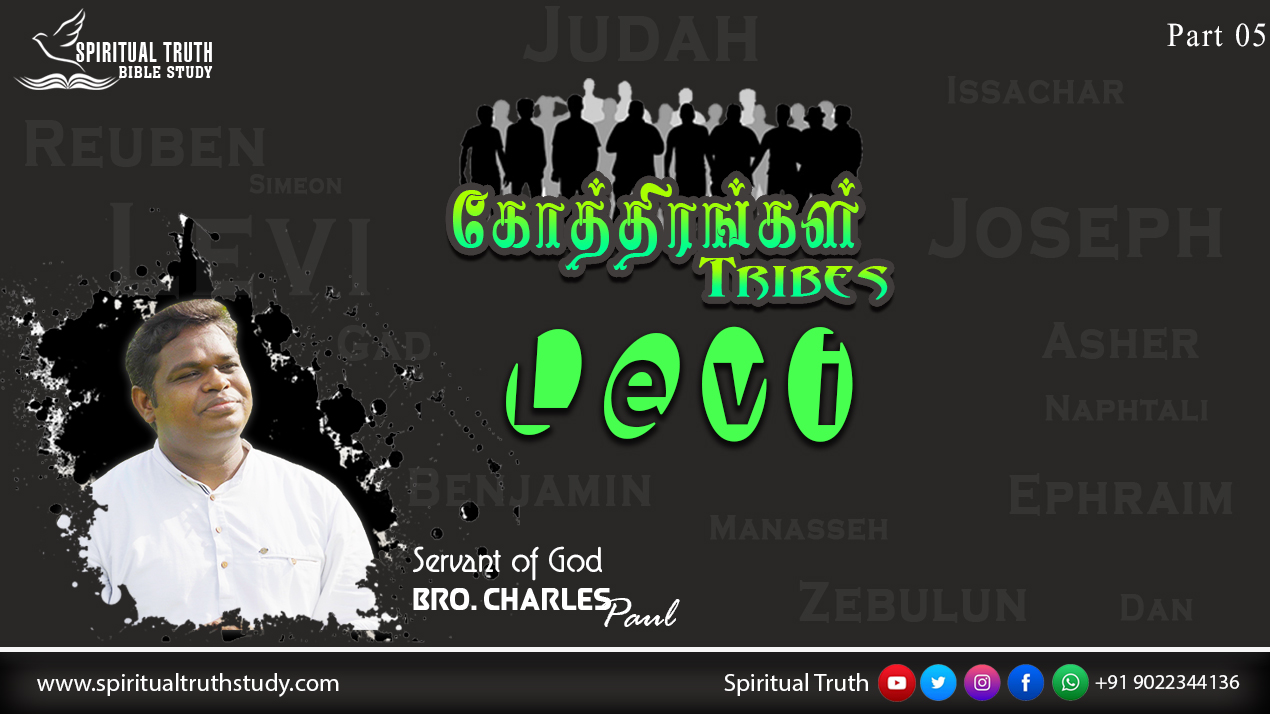 SPIRITUAL TRUTH
BIBLE STUDY
Part 05
JUDAH
ISSACHAR
REUBEN
SIMEON
LEVI
JOSEPH
கோத்திரங்கள்
TRIBES
Levi
GAD
ASHER
NAPHTALI
BENJAMIN
EPHRAIM
MANASSEH
ZEBULUN
DAN
Servant of God
BRO. CHARLES Paul
www.spiritualtruthstudy.com
Spiritual Truth
+91 9022344136